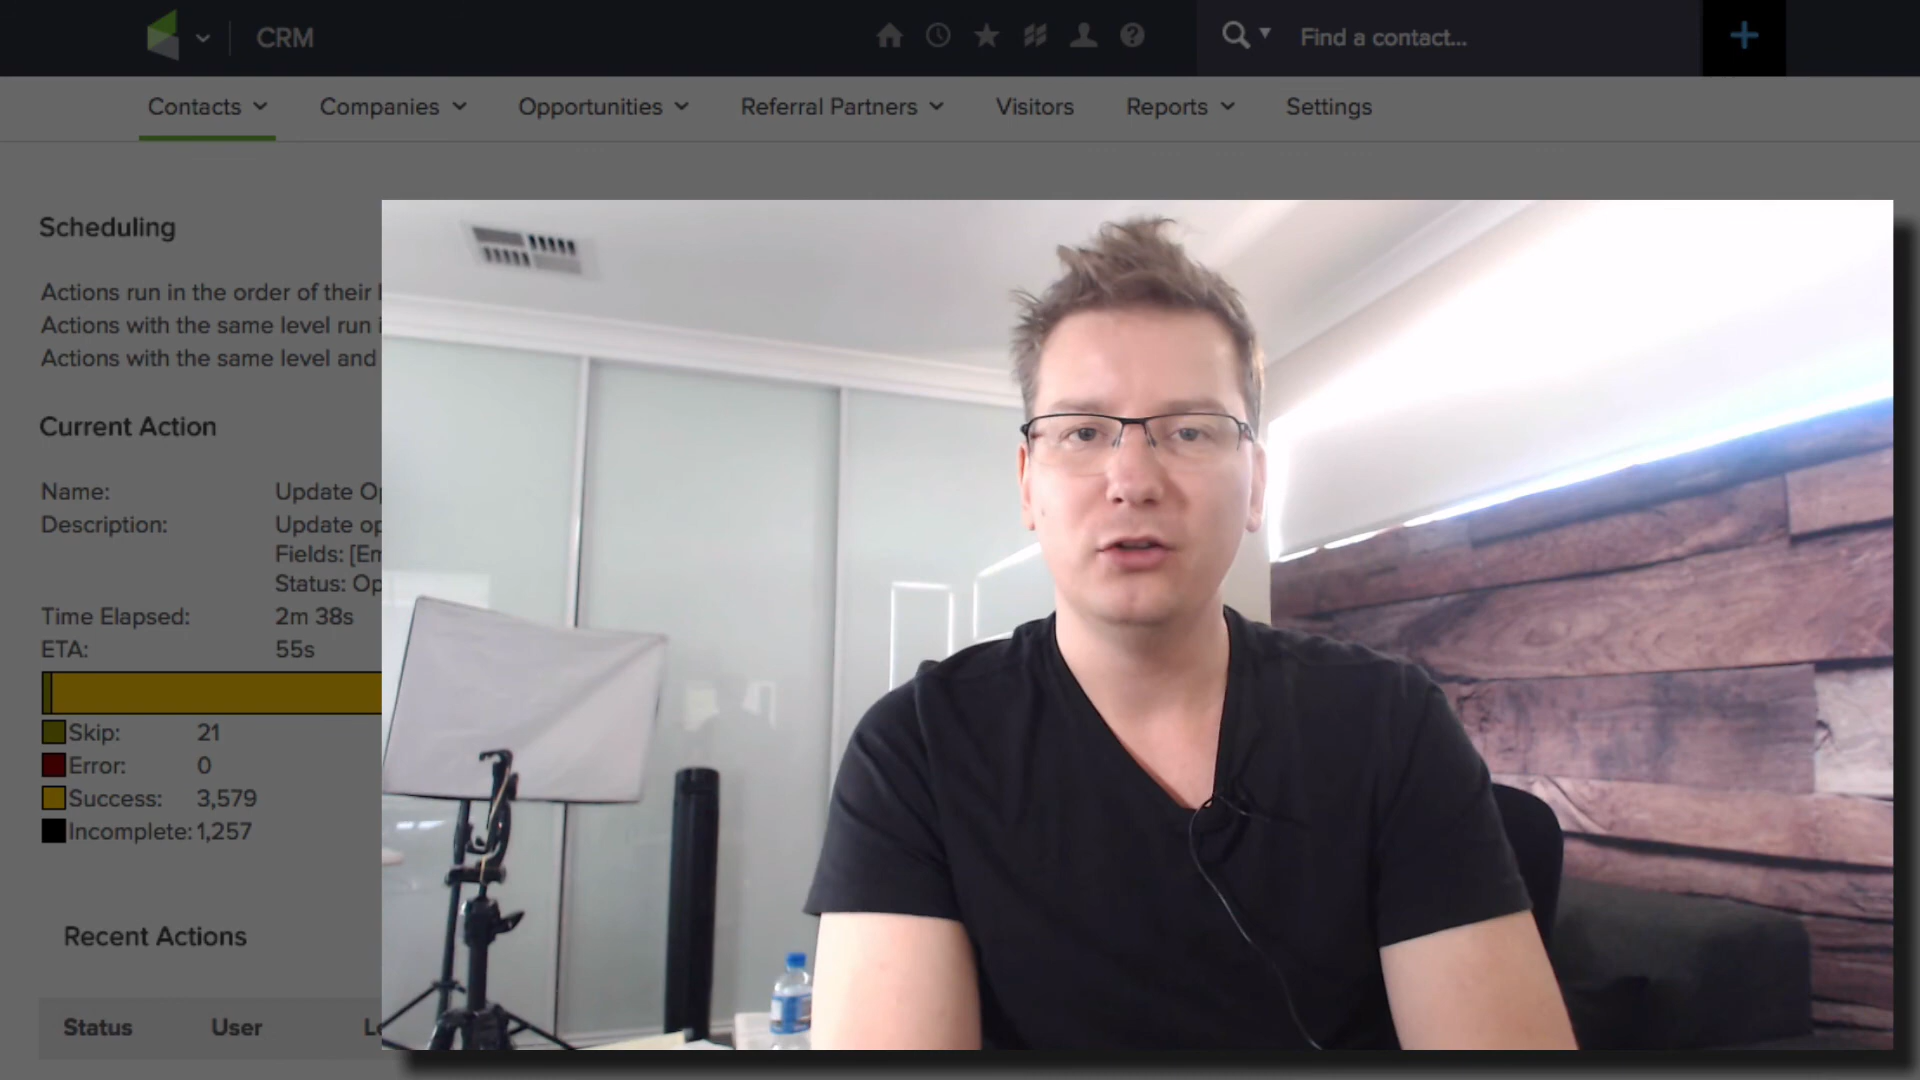 CRM
Find a contact...
Contacts Companies Opportunities Referral Partners Visitors Reports Settings
Scheduling
Actions run in the order of their
Actions with the same level run
Actions with the same level and
Current Action
Name: Update
Description: Update
Fields:
Status:
Time Elapsed: 2m 38s
ETA: 55s
Skip: 21
Error: 0
Success: 3,579
Incomplete: 1,257
Recent Actions
Status User